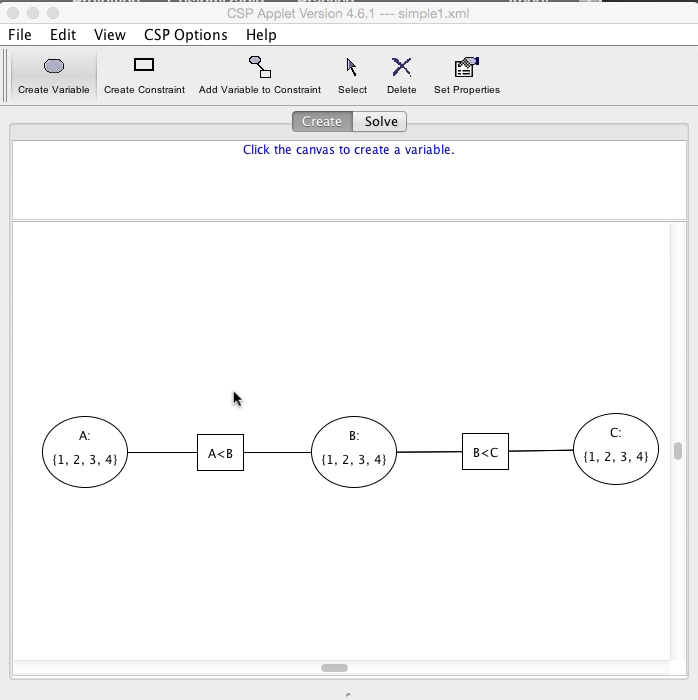 CSP Applet Version 4.6.1 --- simple1.xml
File Edit View CSP Options Help
Create Variable Create Constraint Add Variable to Constraint Select Delete Set Properties
Create Solve
Click the canvas to create a variable.
A:
{1, 2, 3, 4}
A<B
B:
{1, 2, 3, 4}
B<C
C:
{1, 2, 3, 4}